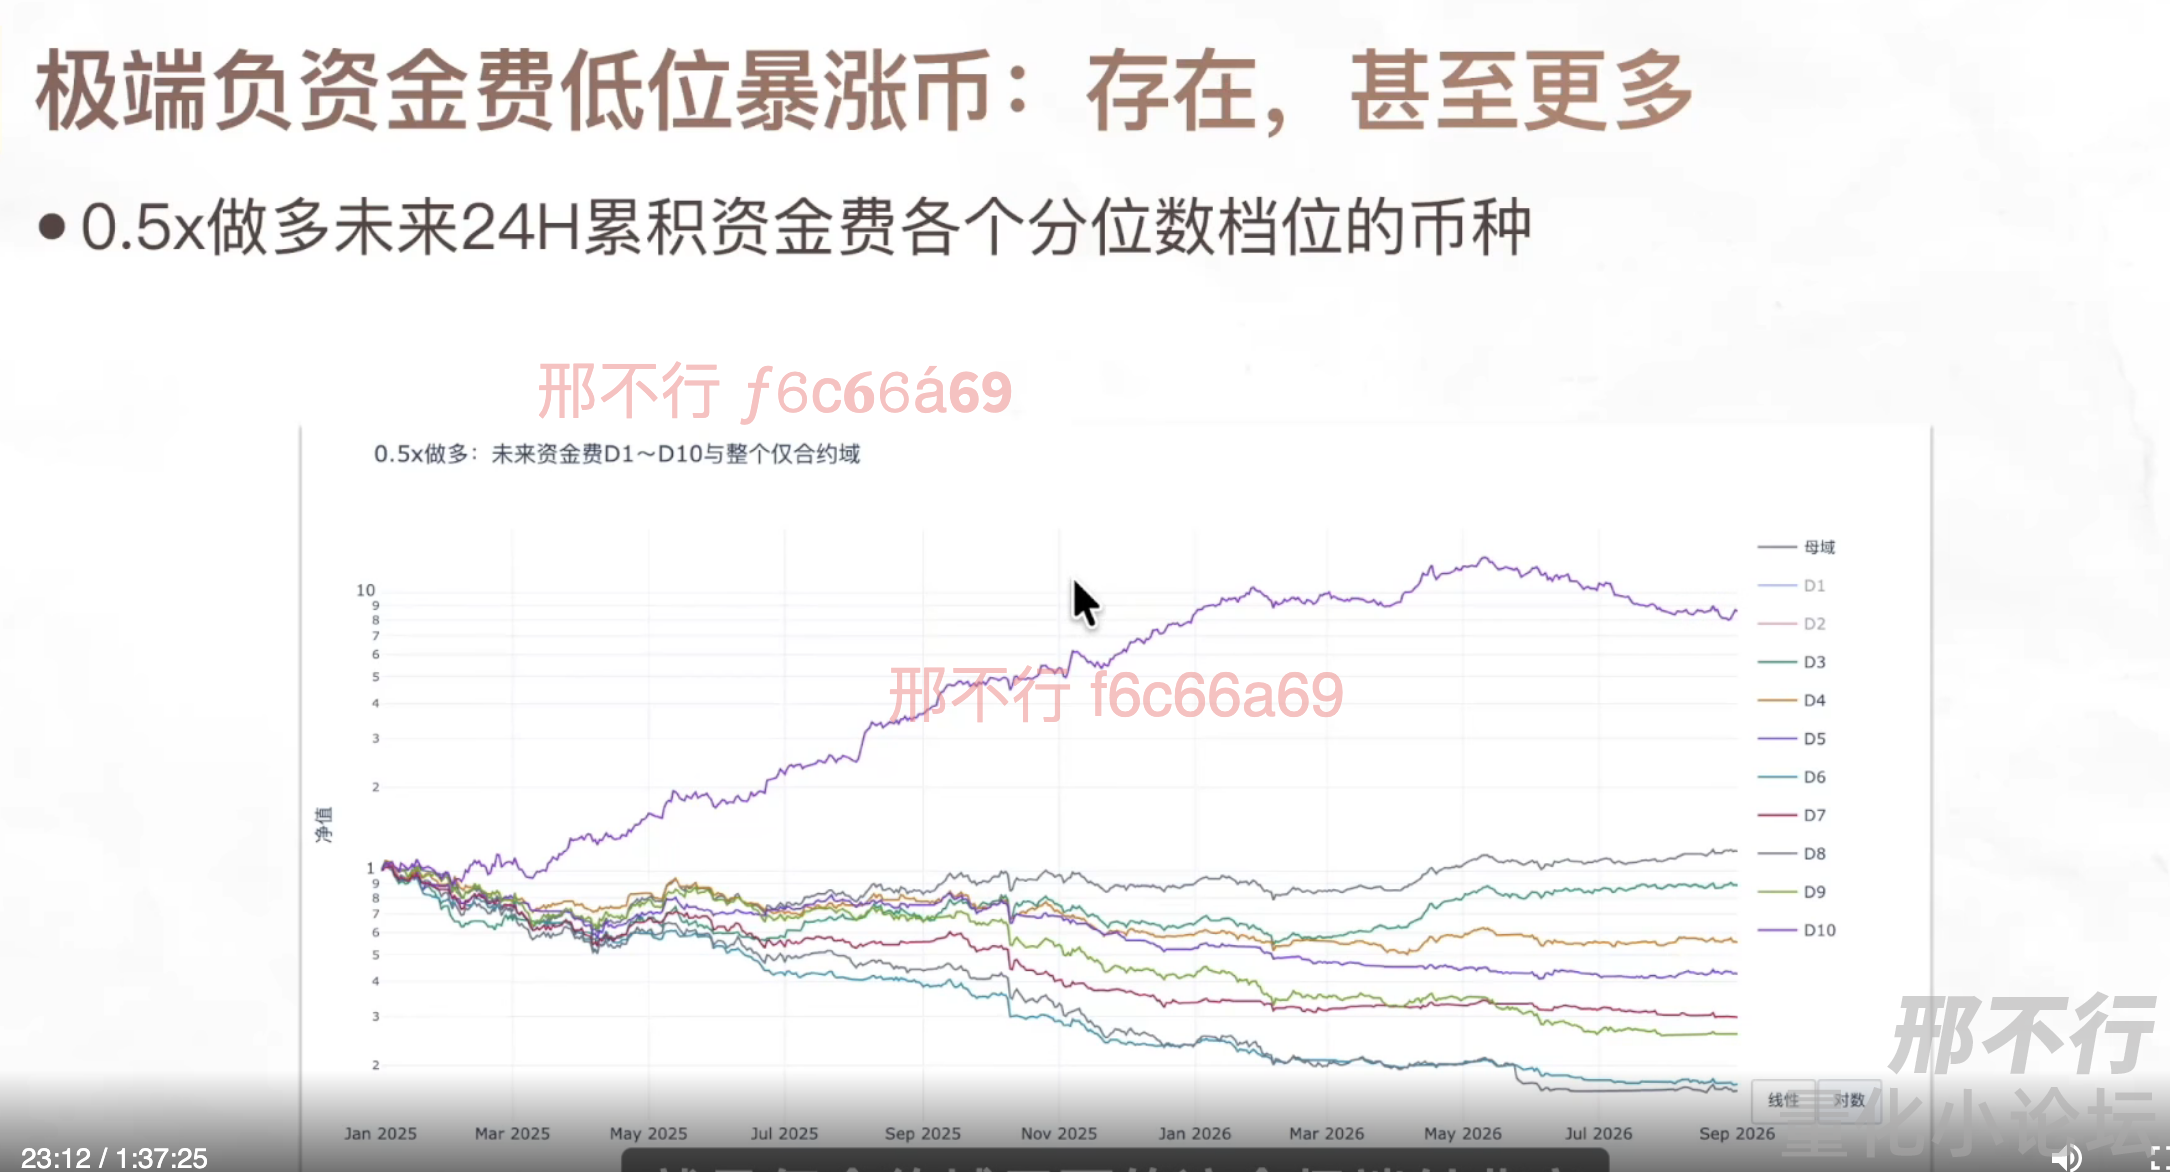 极端负资金费低位暴涨币：存在，甚至更多
●0.5x做多未来24H累积资金费各个分位数档位的币种
邢不行 ƒ6c66á69
0.5x做多：未来资金费D1～D10与整个仅合约域
母域
D1
D2
D3
D4
D5
D6
D7
D8
D9
D10
10
9
8
7
6
5
4
3
2
1
9
8
7
6
5
4
3
2
净值
邢不行 f6c66a69
邢不行
量化小论坛
线性
对数
Jan 2025
Mar 2025
May 2025
Jul 2025
Sep 2025
Nov 2025
Jan 2026
Mar 2026
May 2026
Jul 2026
Sep 2026
23:12 / 1:37:25